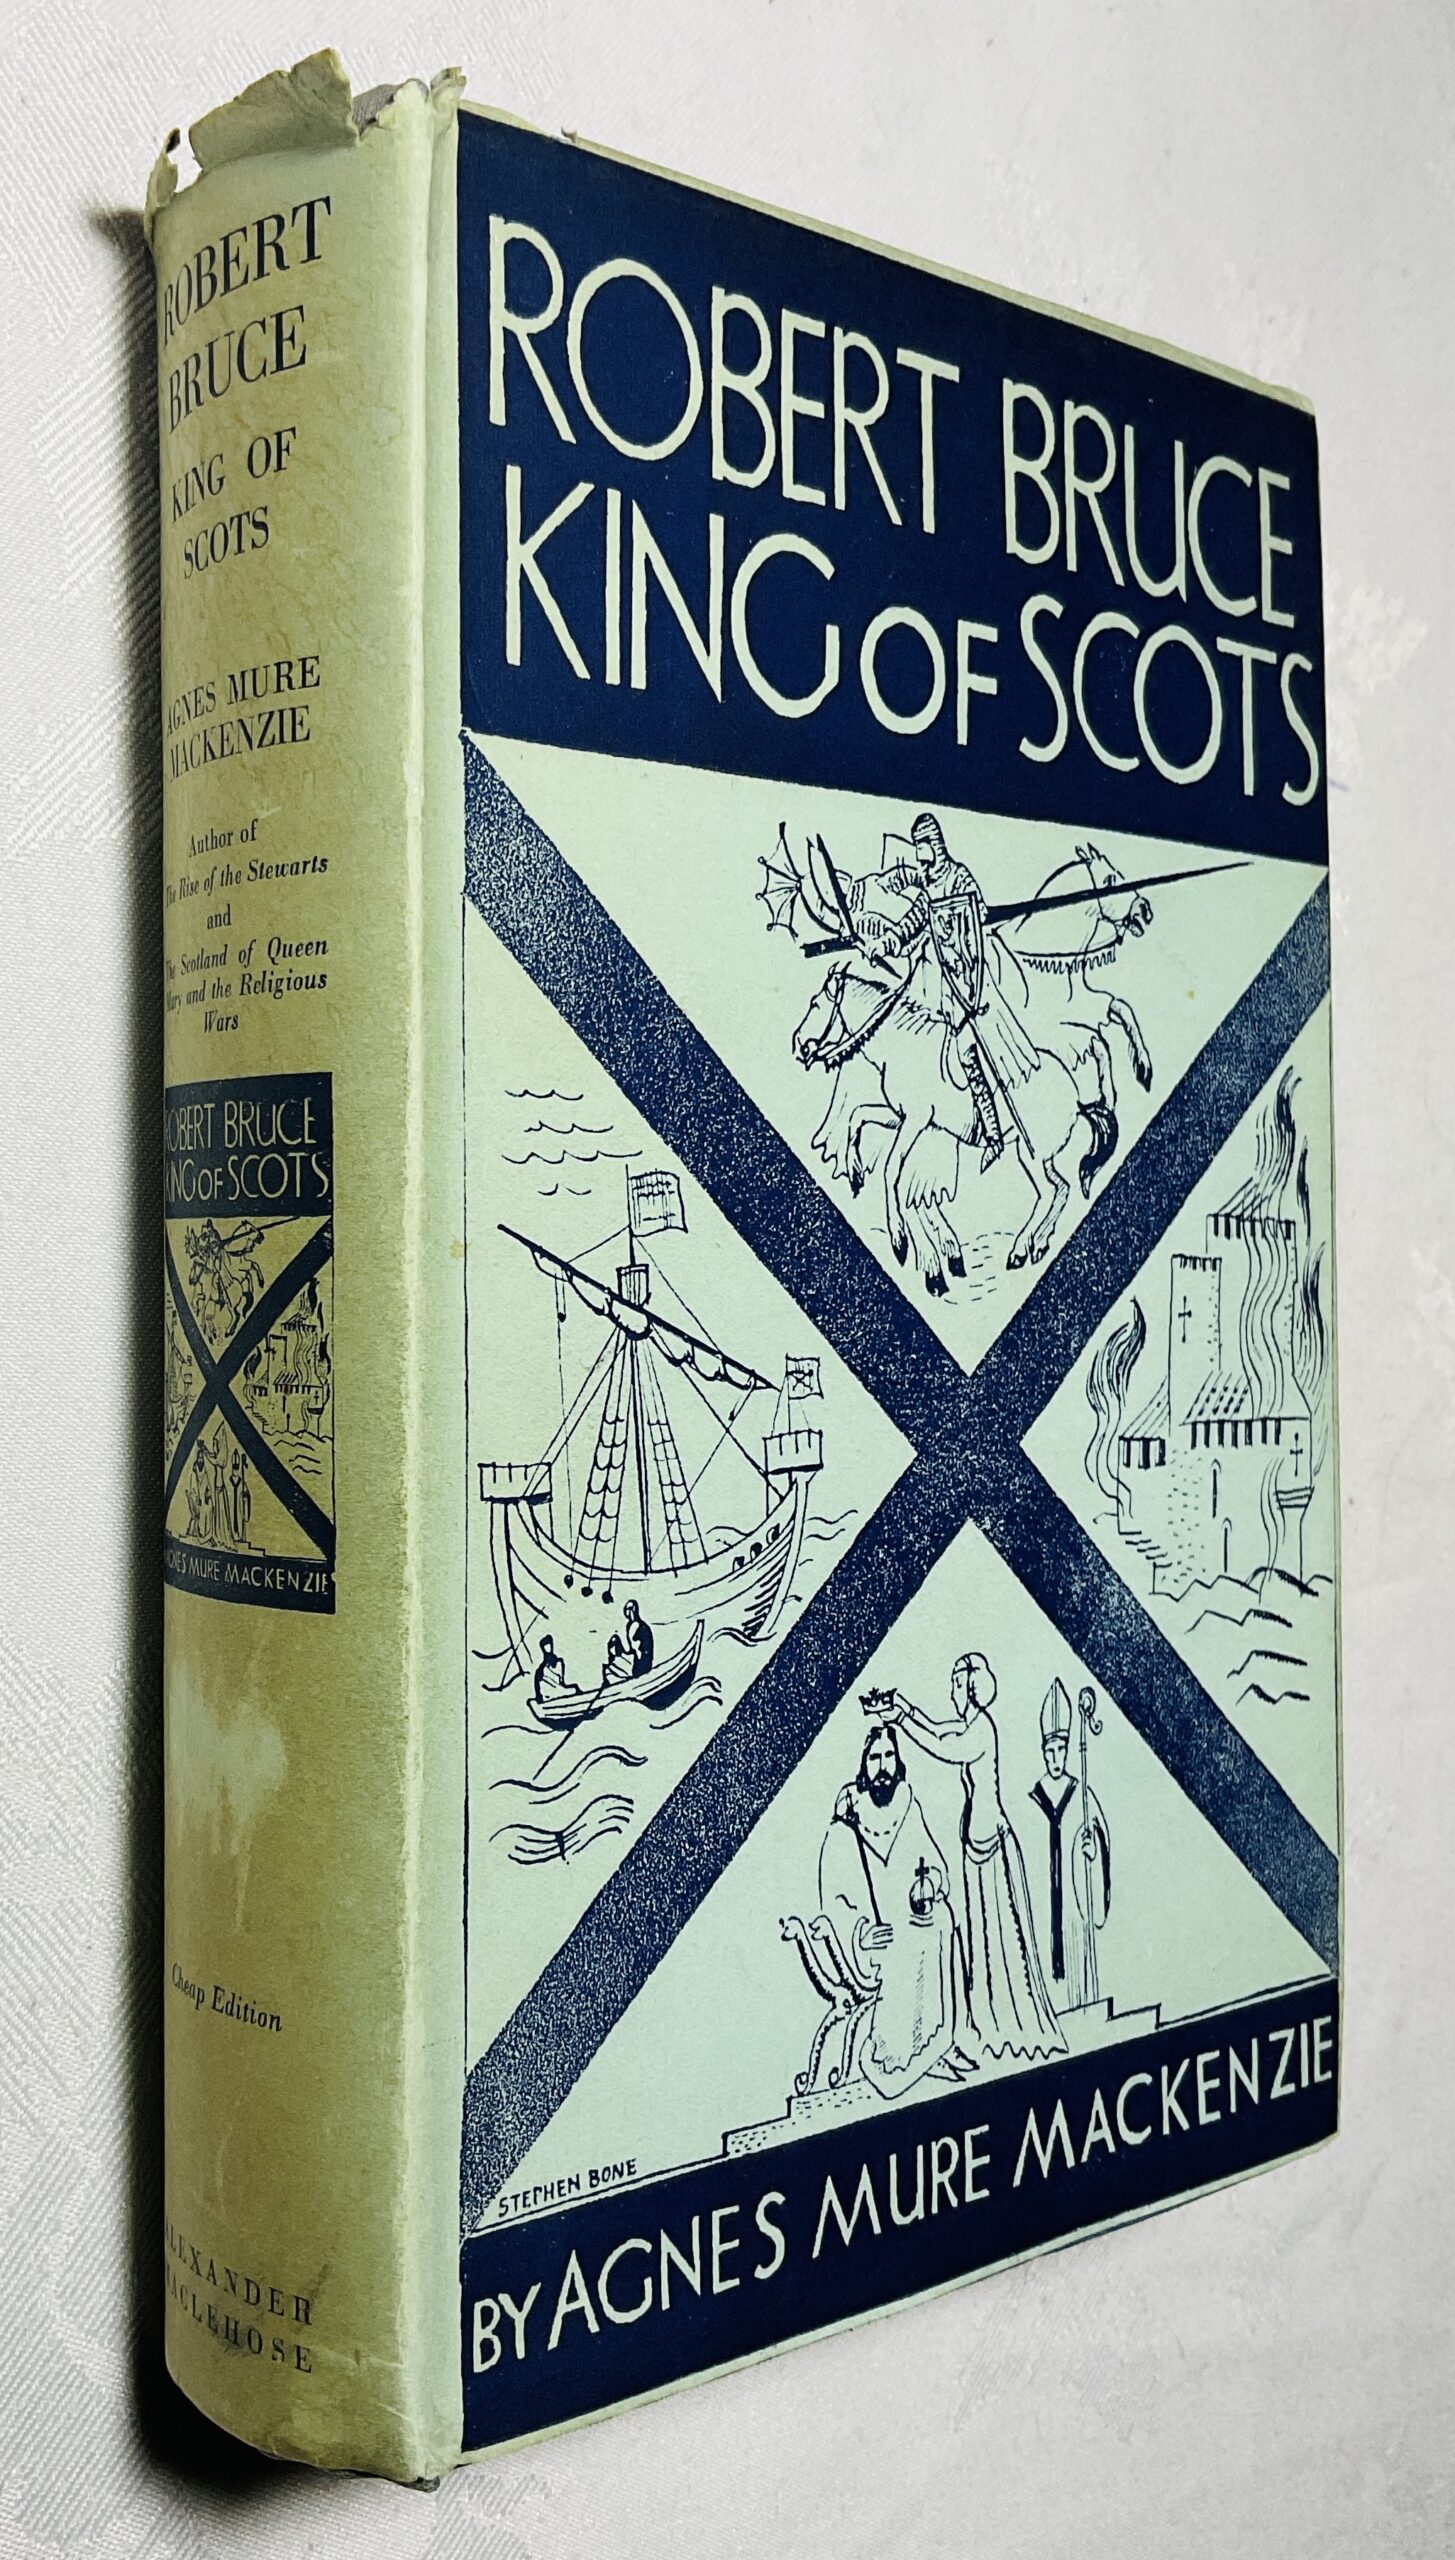 ROBERT
BRUCE
KING OF
SCOTS
AGNES MURE
MACKENZIE
Author of
The Rise of the Stewarts
and
The Scotland of Queen
Mary and the Religious
Wars
ROBERT BRUCE
KING OF SCOTS
AGNES MURE MACKENZIE
Cheap Edition
ALEXANDER
MACLEHOSE
ROBERT BRUCE
KING OF SCOTS
STEPHEN BONE
BY AGNES MURE MACKENZIE